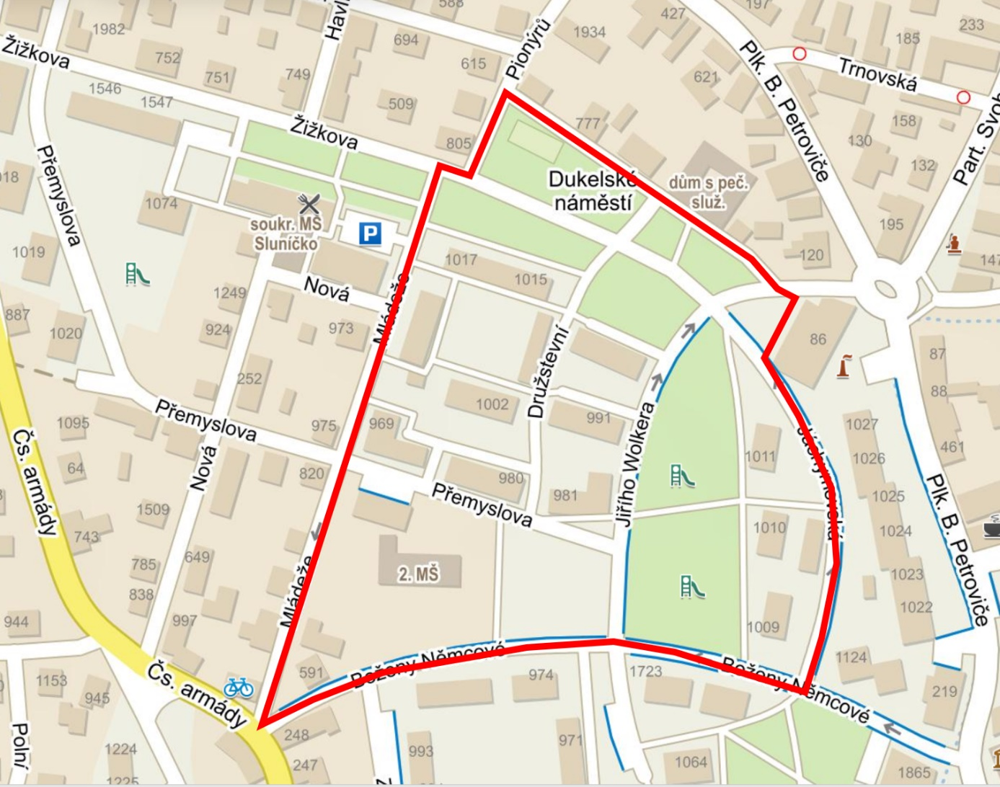 588
427
197
1982
Žižkova
752
751
749
694
615
Pionýrů
1934
185
233
Plk. B. Petroviče
Trnovská
621
1546
1547
509
777
158
Žižkova
805
130
132
Přemyslova
Dukelské
náměstí
dům s peč.
služ.
1074
soukr. MŠ
Sluníčko
P
195
1019
1017
1015
120
Nová
1249
Mládeže
887
1020
924
973
86
87
252
Družstevní
88
Přemyslova
1002
991
1095
975
969
1027
Čs. armády
64
Nová
820
980
Jiřího Wolkera
1011
1026
461
Přemyslova
981
1025
1509
Jáchymovská
Plk. B. Petroviče
743
1010
1024
785
649
2. MŠ
1023
838
Mládeže
1022
944
997
1009
Čs. armády
591
Boženy Němcové
974
1723
Boženy Němcové
1124
1153
945
219
Polní
248
993
971
1224
247
1064
1865
1225